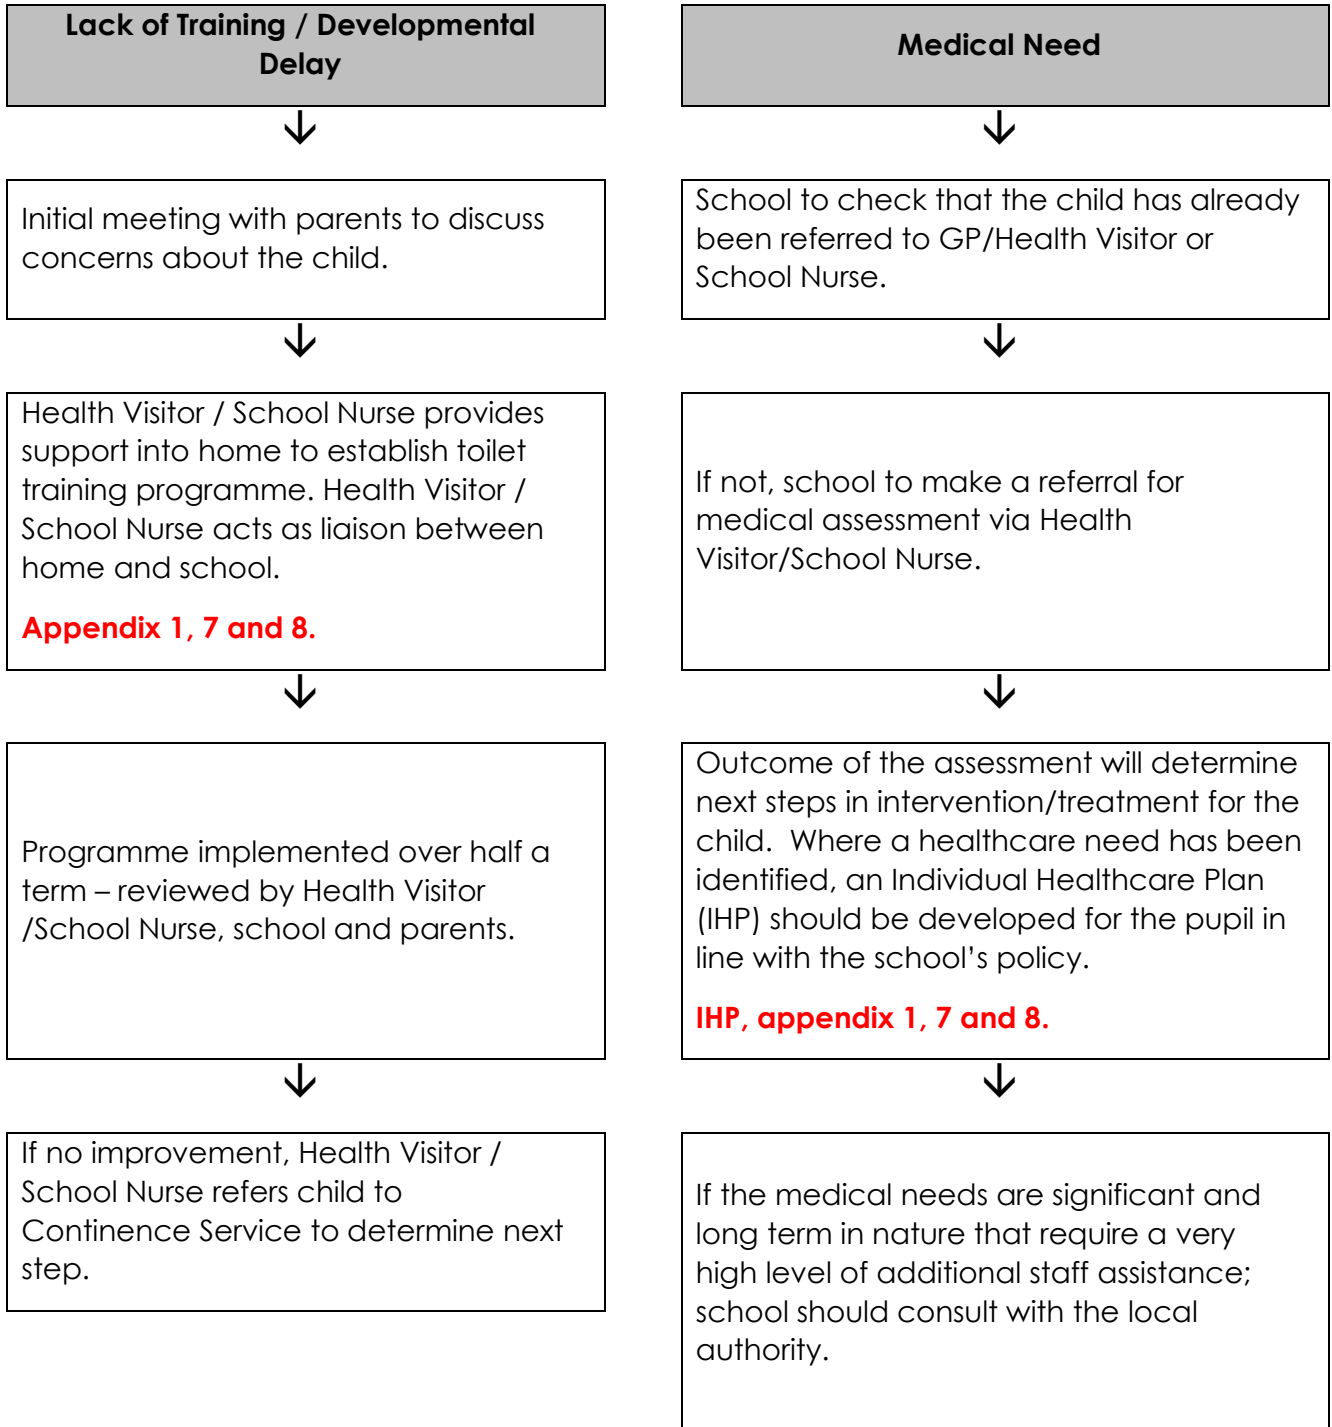 Lack of Training / Developmental
Delay
Initial meeting with parents to discuss
concerns about the child.
Health Visitor / School Nurse provides
support into home to establish toilet
training programme. Health Visitor /
School Nurse acts as liaison between
home and school.
Appendix 1, 7 and 8.
Programme implemented over half a
term – reviewed by Health Visitor
/School Nurse, school and parents.
If no improvement, Health Visitor /
School Nurse refers child to
Continence Service to determine next
step.
Medical Need
School to check that the child has already
been referred to GP/Health Visitor or
School Nurse.
If not, school to make a referral for
medical assessment via Health
Visitor/School Nurse.
Outcome of the assessment will determine
next steps in intervention/treatment for the
child.  Where a healthcare need has been
identified, an Individual Healthcare Plan
(IHP) should be developed for the pupil in
line with the school’s policy.
IHP, appendix 1, 7 and 8.
If the medical needs are significant and
long term in nature that require a very
high level of additional staff assistance;
school should consult with the local
authority.